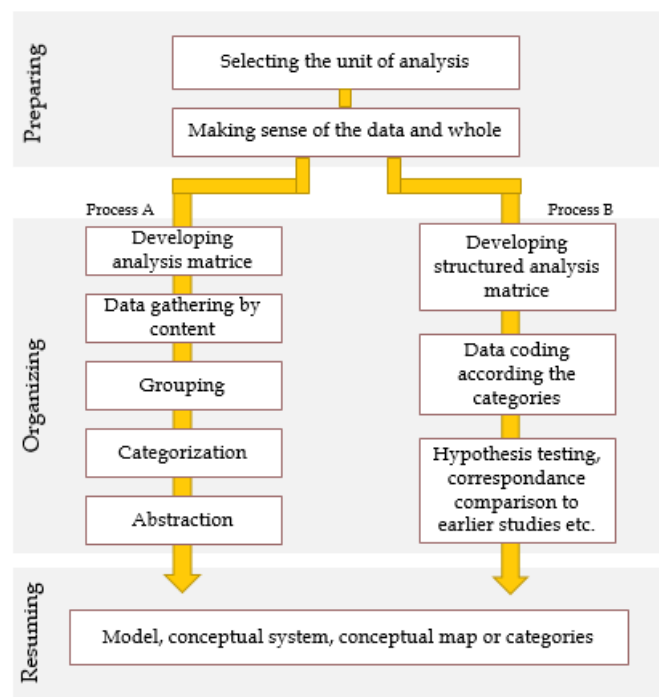 Preparing
Selecting the unit of analysis
Making sense of the data and whole
Process A
Process B
Organizing
Developing
analysis matrice
Data gathering by
content
Grouping
Categorization
Abstraction
Developing
structured analysis
matrice
Data coding
according the
categories
Hypothesis testing,
correspondance
comparison to
earlier studies etc.
Resuming
Model, conceptual system, conceptual map or categories